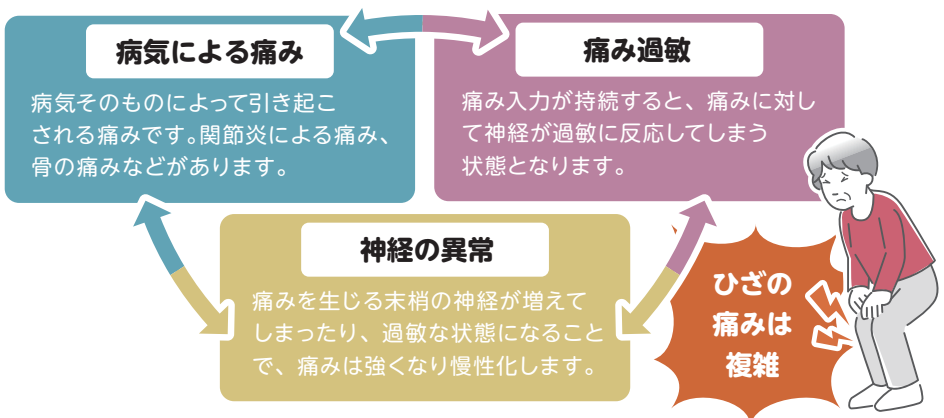 病気による痛み
病気そのものによって引き起こ
される痛みです。関節炎による痛み、
骨の痛みなどがあります。
痛み過敏
痛み入力が持続すると、痛みに対し
て神経が過敏に反応してしまう
状態となります。
神経の異常
痛みを生じる末梢の神経が増えて
しまったり、過敏な状態になること
で、痛みは強くなり慢性化します。
ひざの
痛みは
複雑